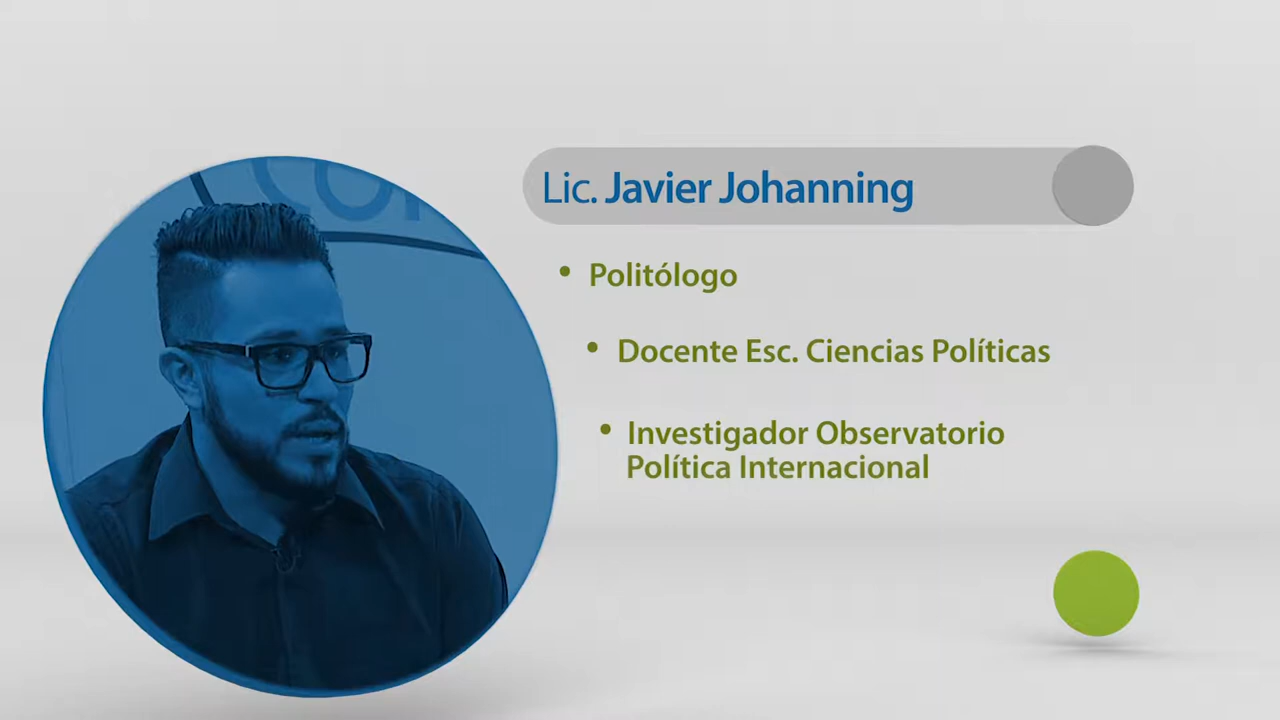 Lic. Javier Johanning
• Politólogo
• Docente Esc. Ciencias Políticas
• Investigador Observatorio
Política Internacional